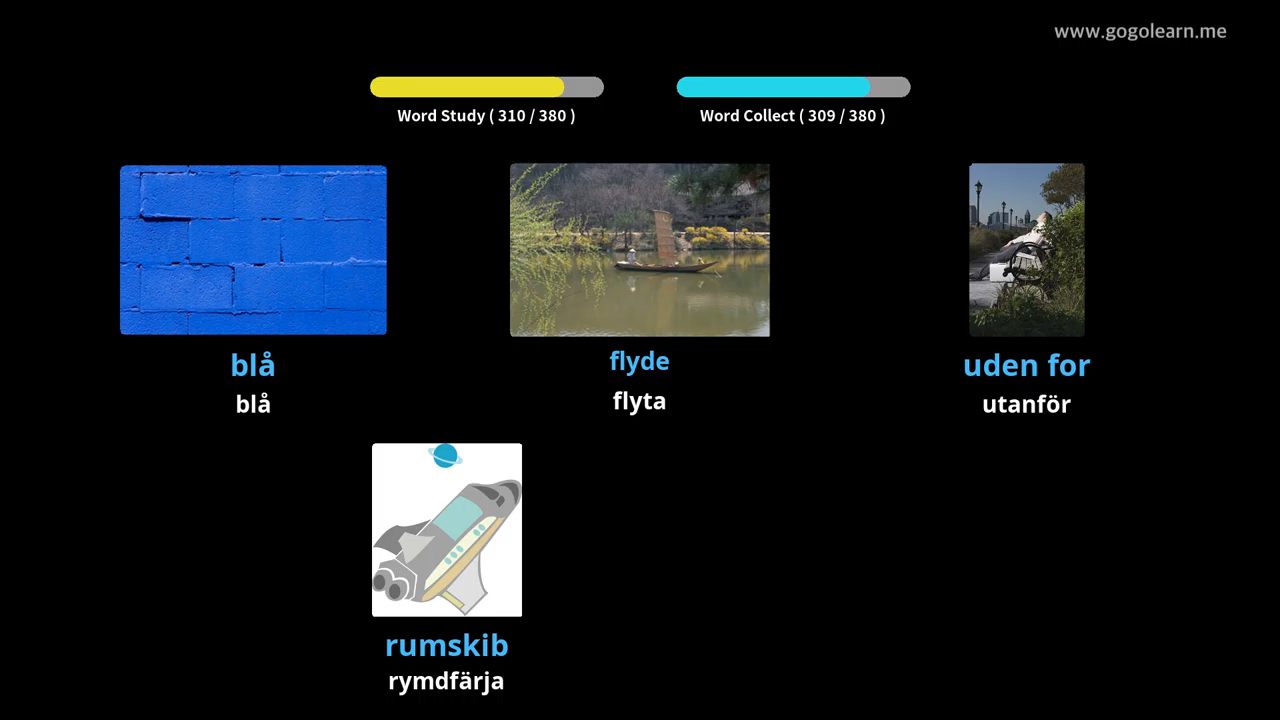 www.gogolearn.me
Word Study ( 310 / 380 )
Word Collect ( 309 / 380 )
blå
blå
flyde
flyta
uden for
utanför
rumskib
rymdfärja